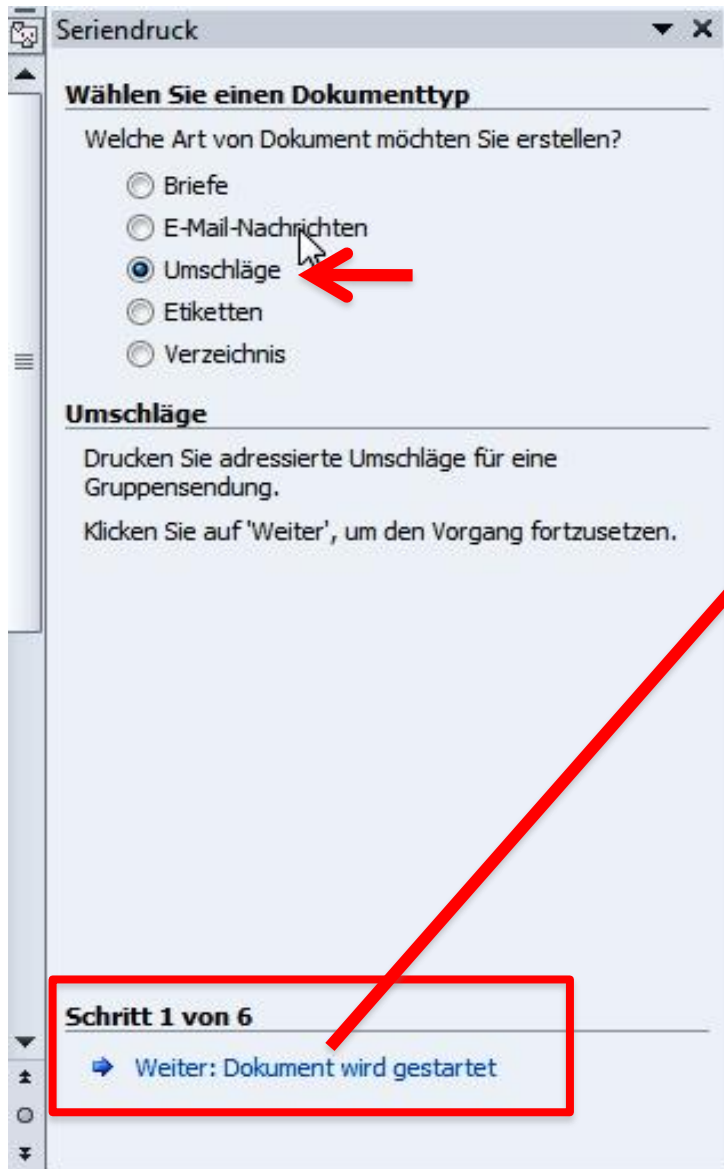 Seriendruck
Wählen Sie einen Dokumenttyp
Welche Art von Dokument möchten Sie erstellen?
Briefe
E-Mail-Nachrichten
Umschläge
Etiketten
Verzeichnis
Umschläge
Drucken Sie adressierte Umschläge für eine
Gruppensendung.
Klicken Sie auf 'Weiter', um den Vorgang fortzusetzen.
Schritt 1 von 6
Weiter: Dokument wird gestartet